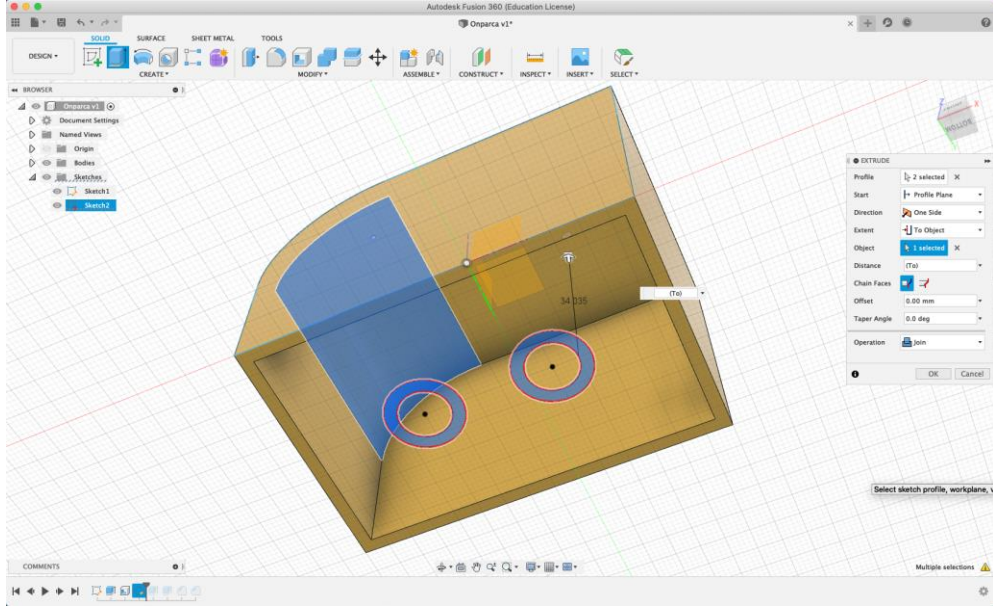 Autodesk Fusion 360 (Education License)
Onparca v1*
DESIGN
SOLID SURFACE SHEET METAL TOOLS
CREATE MODIFY ASSEMBLE CONSTRUCT INSPECT INSERT SELECT
BROWSER
Onparca v1
Document Settings
Named Views
Origin
Bodies
Sketches
Sketch1
Sketch2
BOTTOM
Z
X
EXTRUDE
Profile 2 selected
Start Profile Plane
Direction One Side
Extent To Object
Object 1 selected
Distance (To)
Chain Faces
Offset 0.00 mm
Taper Angle 0.0 deg
Operation Join
OK Cancel
(To)
54.035
Select sketch profile, workplane, v
COMMENTS
Multiple selections